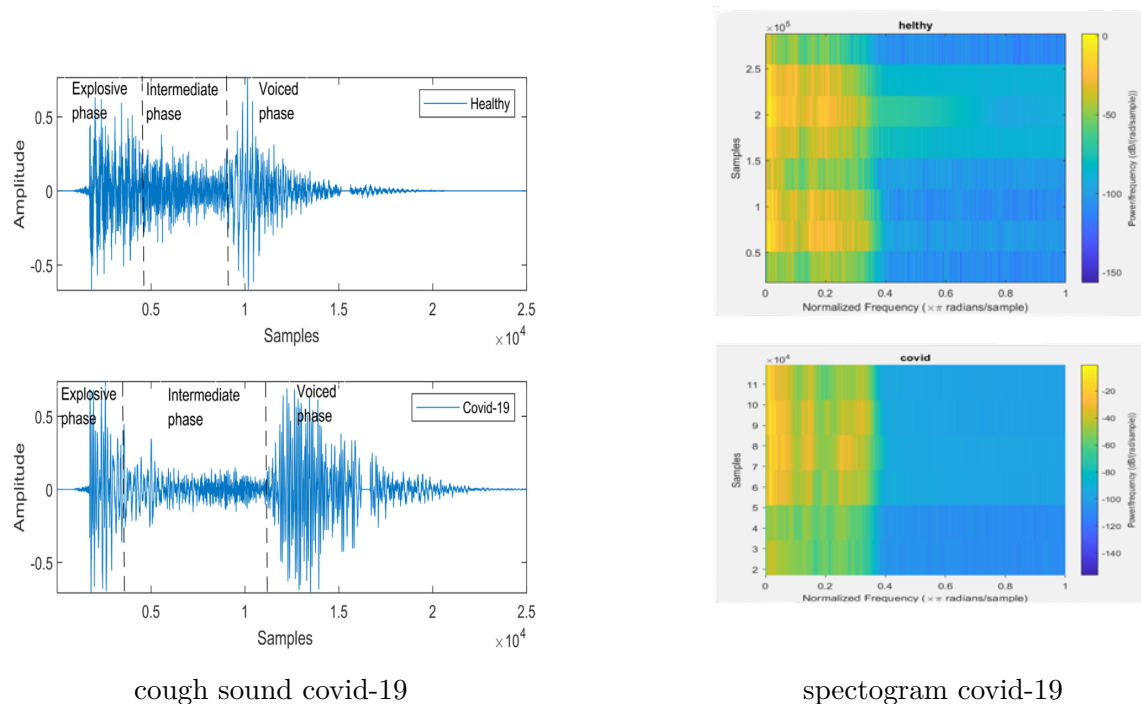 Explosive phase
Intermediate phase
Voiced phase
Healthy
0.5
0
-0.5
Amplitude
0.5
1
1.5
2
2.5
Samples
×10⁴
Explosive phase
Intermediate phase
Voiced phase
Covid-19
0.5
0
-0.5
Amplitude
0.5
1
1.5
2
2.5
Samples
×10⁴
cough sound covid-19
helthy
×10⁵
2.5
2
1.5
1
0.5
Samples
0
0.2
0.4
0.6
0.8
1
Normalized Frequency (×π radians/sample)
0
-50
-100
-150
Power/frequency (dB/(rad/sample))
covid
×10⁴
11
10
9
8
7
6
5
4
3
2
Samples
0
0.2
0.4
0.6
0.8
1
Normalized Frequency (×π radians/sample)
-20
-40
-60
-80
-100
-120
-140
Power/frequency (dB/(rad/sample))
spectogram covid-19